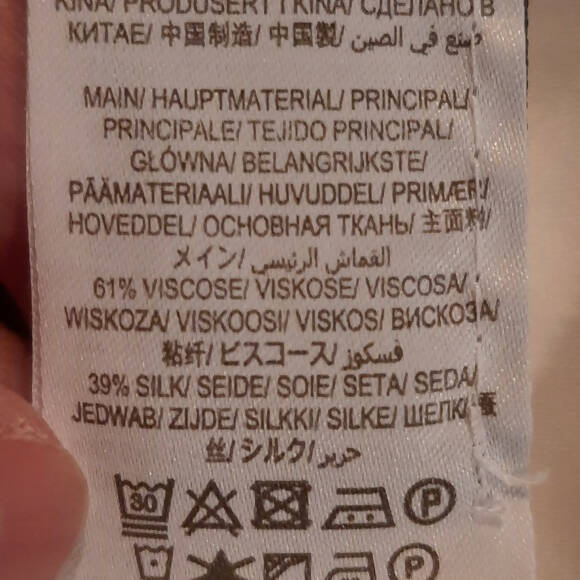 KINA/ PRODUSERT I KINA/ СДЕЛАНО В
КИТАЕ/ 中国制造/ 中国製/ صنع في الصين
MAIN/ HAUPTMATERIAL/ PRINCIPAL/
PRINCIPALE/ TEJIDO PRINCIPAL/
GŁÓWNA/ BELANGRIJKSTE/
PÄÄMATERIAALI/ HUVUDDEL/ PRIMÆR/
HOVEDDEL/ ОСНОВНАЯ ТКАНЬ/ 主面料/
メイン/ القماش الرئيسي
61% VISCOSE/ VISKOSE/ VISCOSA/
WISKOZA/ VISKOOSI/ VISKOS/ ВИСКОЗА/
粘纤/ ビスコース/ فسكوز
39% SILK/ SEIDE/ SOIE/ SETA/ SEDA/
JEDWAB/ ZIJDE/ SILKKI/ SILKE/ ШЕЛК/ 蚕
丝/ シルク/ حرير
30 P
P